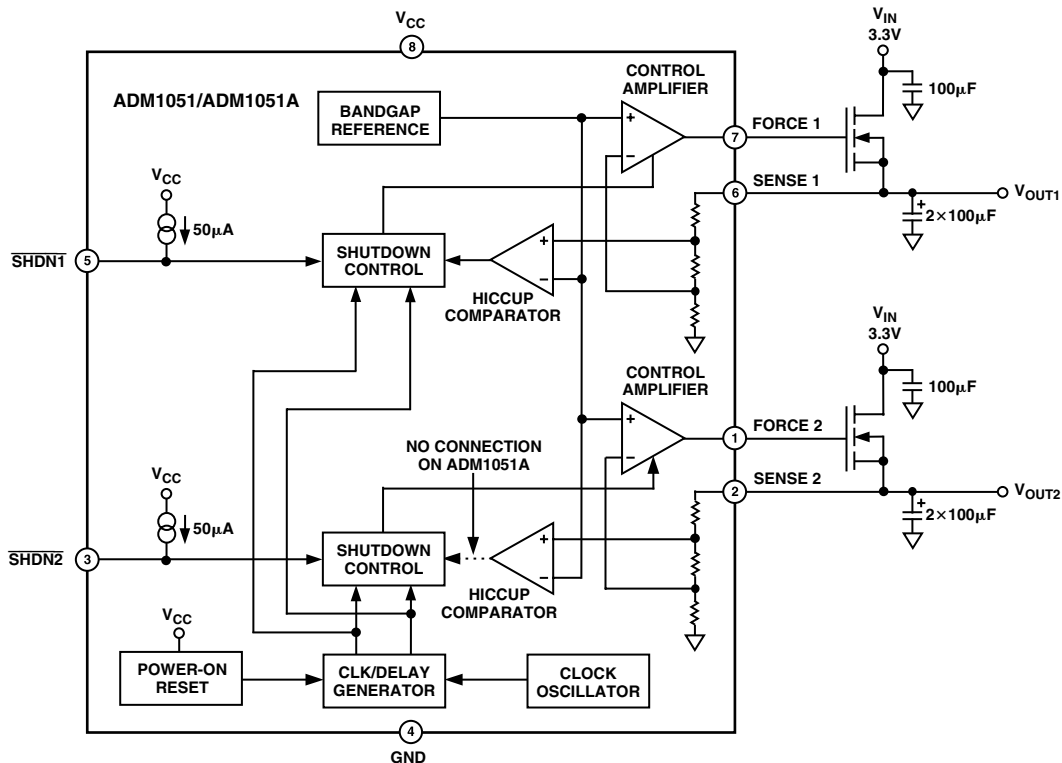 VCC
8
ADM1051/ADM1051A
BANDGAP
REFERENCE
CONTROL
AMPLIFIER
+
−
7
FORCE 1
VIN
3.3V
100μF
6
SENSE 1
VOUT1
+
2×100μF
VCC
50μA
SHDN1
5
SHUTDOWN
CONTROL
+
−
HICCUP
COMPARATOR
CONTROL
AMPLIFIER
+
−
1
FORCE 2
VIN
3.3V
100μF
2
SENSE 2
VOUT2
+
2×100μF
NO CONNECTION
ON ADM1051A
VCC
50μA
SHDN2
3
SHUTDOWN
CONTROL
+
−
HICCUP
COMPARATOR
VCC
POWER-ON
RESET
CLK/DELAY
GENERATOR
CLOCK
OSCILLATOR
4
GND